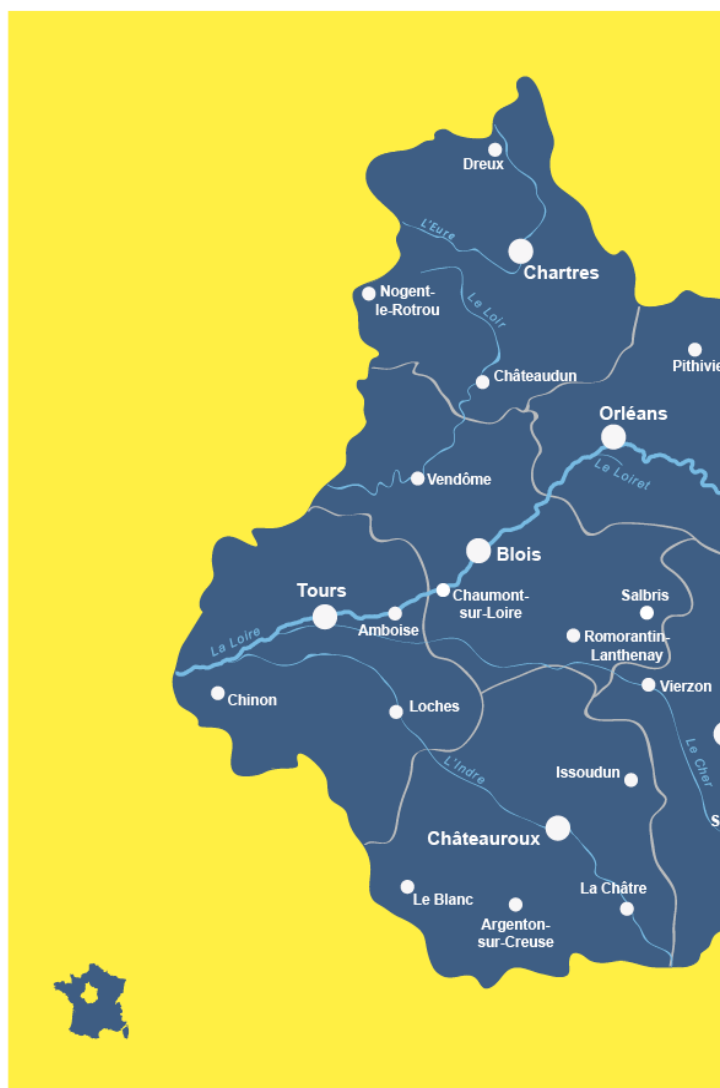 Dreux
L'Eure
Chartres
Nogent-
le-Rotrou
Le Loir
Pithivie
Châteaudun
Orléans
Le Loiret
Vendôme
Blois
Tours
Chaumont-
sur-Loire
Salbris
Amboise
Romorantin-
Lanthenay
La Loire
Vierzon
Chinon
Loches
Le Cher
L'Indre
Issoudun
S
Châteauroux
La Châtre
Le Blanc
Argenton-
sur-Creuse